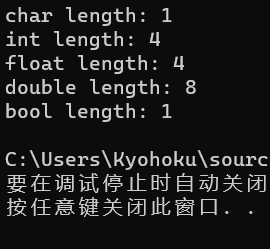 char length: 1
int length: 4
float length: 4
double length: 8
bool length: 1
C:\Users\Kyohoku\sourc
要在调试停止时自动关闭
按任意键关闭此窗口. .